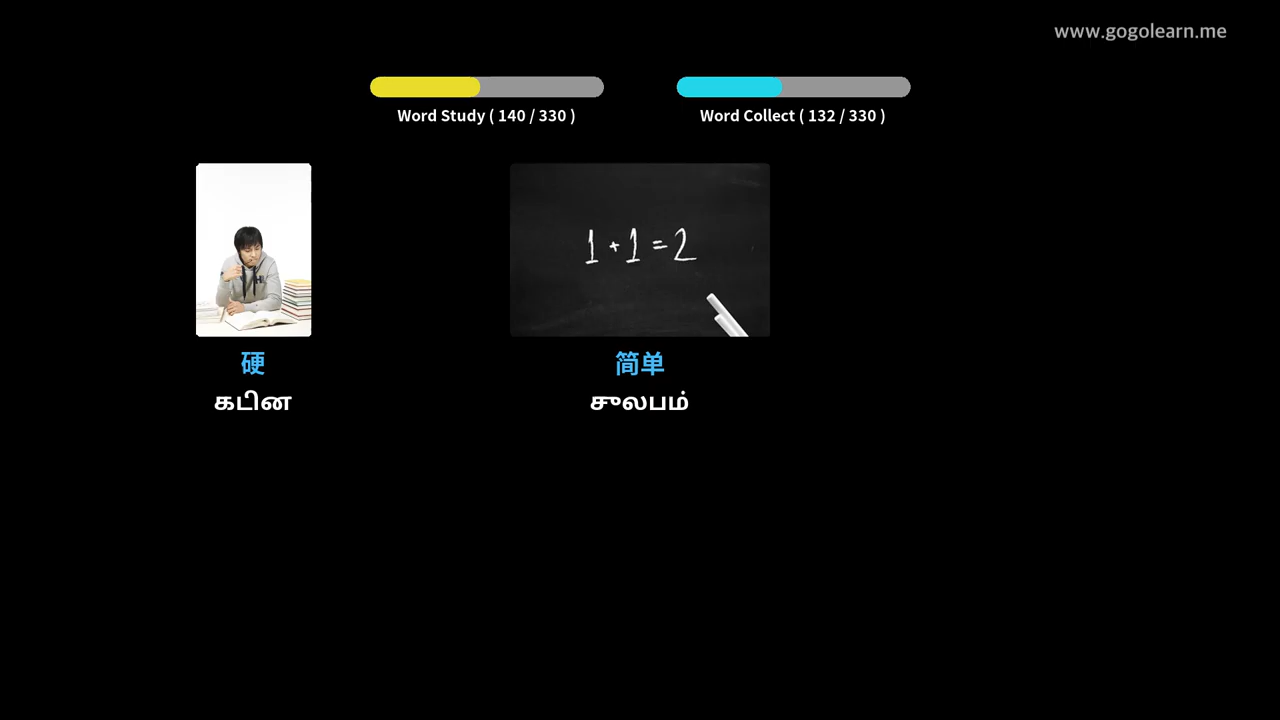 www.gogolearn.me
Word Study ( 140 / 330 )
Word Collect ( 132 / 330 )
1 + 1 = 2
硬
简单
கடின
சுலபம்